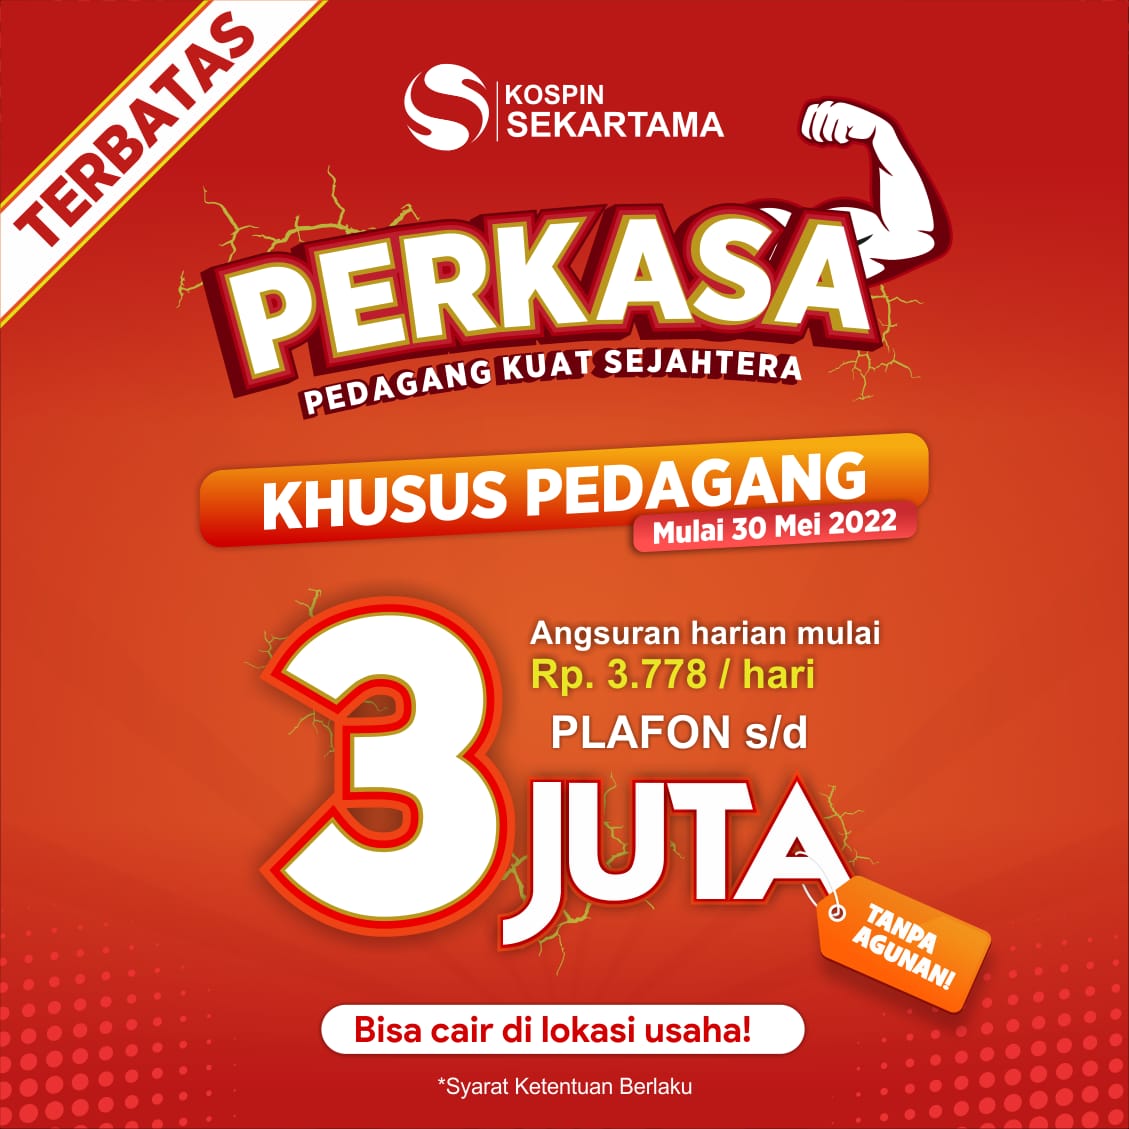 TERBATAS
KOSPIN
SEKARTAMA
PERKASA
PEDAGANG KUAT SEJAHTERA
KHUSUS PEDAGANG
Mulai 30 Mei 2022
Angsuran harian mulai
Rp. 3.778 / hari
PLAFON s/d
3 JUTA
TANPA
AGUNAN!
Bisa cair di lokasi usaha!
*Syarat Ketentuan Berlaku